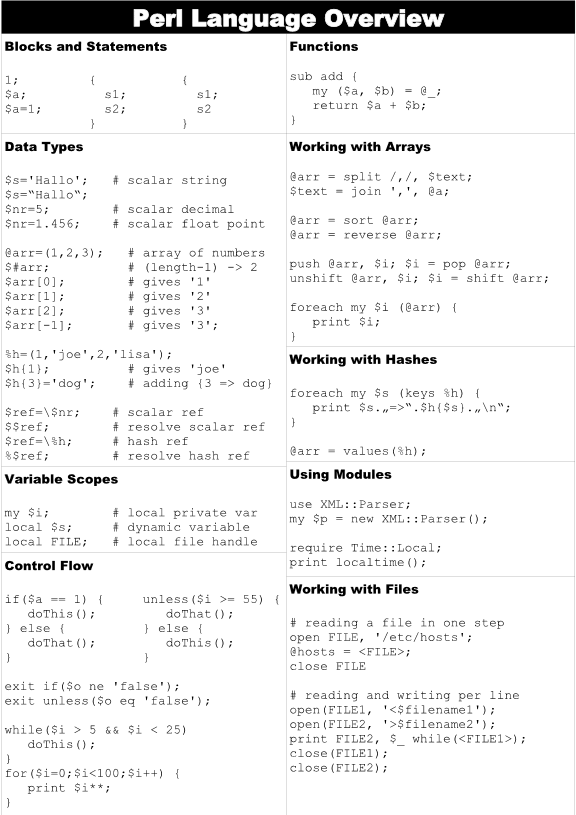 Perl Language Overview
Blocks and Statements
1;          {           {
$a;           s1;         s1;
$a=1;         s2;         s2
            }           }
Data Types
$s='Hallo';   # scalar string
$s=“Hallo“;
$nr=5;        # scalar decimal
$nr=1.456;    # scalar float point
@arr=(1,2,3);   # array of numbers
$#arr;          # (length-1) -> 2
$arr[0];        # gives '1'
$arr[1];        # gives '2'
$arr[2];        # gives '3'
$arr[-1];       # gives '3';
%h=(1,'joe',2,'lisa');
$h{1};          # gives 'joe'
$h{3}='dog';    # adding {3 => dog}
$ref=\$nr;    # scalar ref
$$ref;        # resolve scalar ref
$ref=\%h;     # hash ref
%$ref;        # resolve hash ref
Variable Scopes
my $i;        # local private var
local $s;     # dynamic variable
local FILE;   # local file handle
Control Flow
if($a == 1) {     unless($i >= 55) {
   doThis();         doThat();
} else {          } else {
   doThat();         doThis();
}                 }
exit if($o ne 'false');
exit unless($o eq 'false');
while($i > 5 && $i < 25)
   doThis();
}
for($i=0;$i<100;$i++) {
   print $i**;
}
Functions
sub add {
   my ($a, $b) = @_;
   return $a + $b;
}
Working with Arrays
@arr = split /,/, $text;
$text = join ',', @a;
@arr = sort @arr;
@arr = reverse @arr;
push @arr, $i; $i = pop @arr;
unshift @arr, $i; $i = shift @arr;
foreach my $i (@arr) {
   print $i;
}
Working with Hashes
foreach my $s (keys %h) {
   print $s.„=>“.$h{$s}.„\n“;
}
@arr = values(%h);
Using Modules
use XML::Parser;
my $p = new XML::Parser();
require Time::Local;
print localtime();
Working with Files
# reading a file in one step
open FILE, '/etc/hosts';
@hosts = <FILE>;
close FILE
# reading and writing per line
open(FILE1, '<$filename1');
open(FILE2, '>$filename2');
print FILE2, $_ while(<FILE1>);
close(FILE1);
close(FILE2);